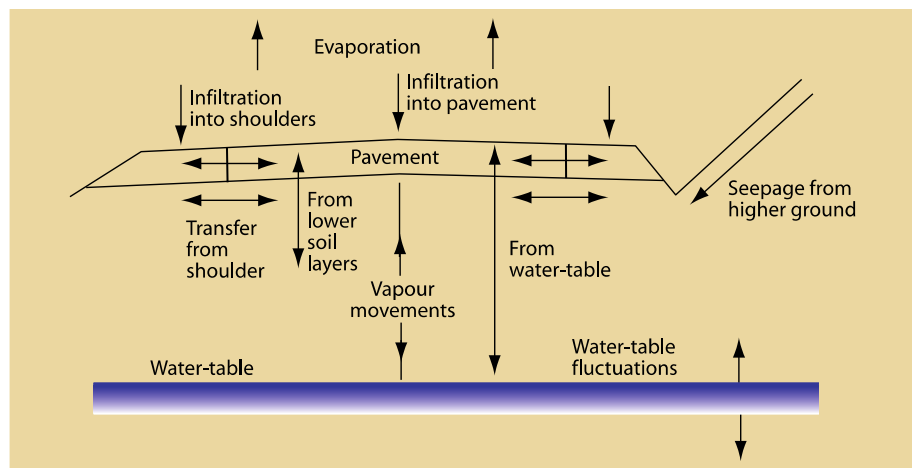 Evaporation
Infiltration
into shoulders
Infiltration
into pavement
Pavement
Transfer
from
shoulder
From
lower
soil
layers
Vapour
movements
From
water-table
Seepage from
higher ground
Water-table
Water-table
fluctuations